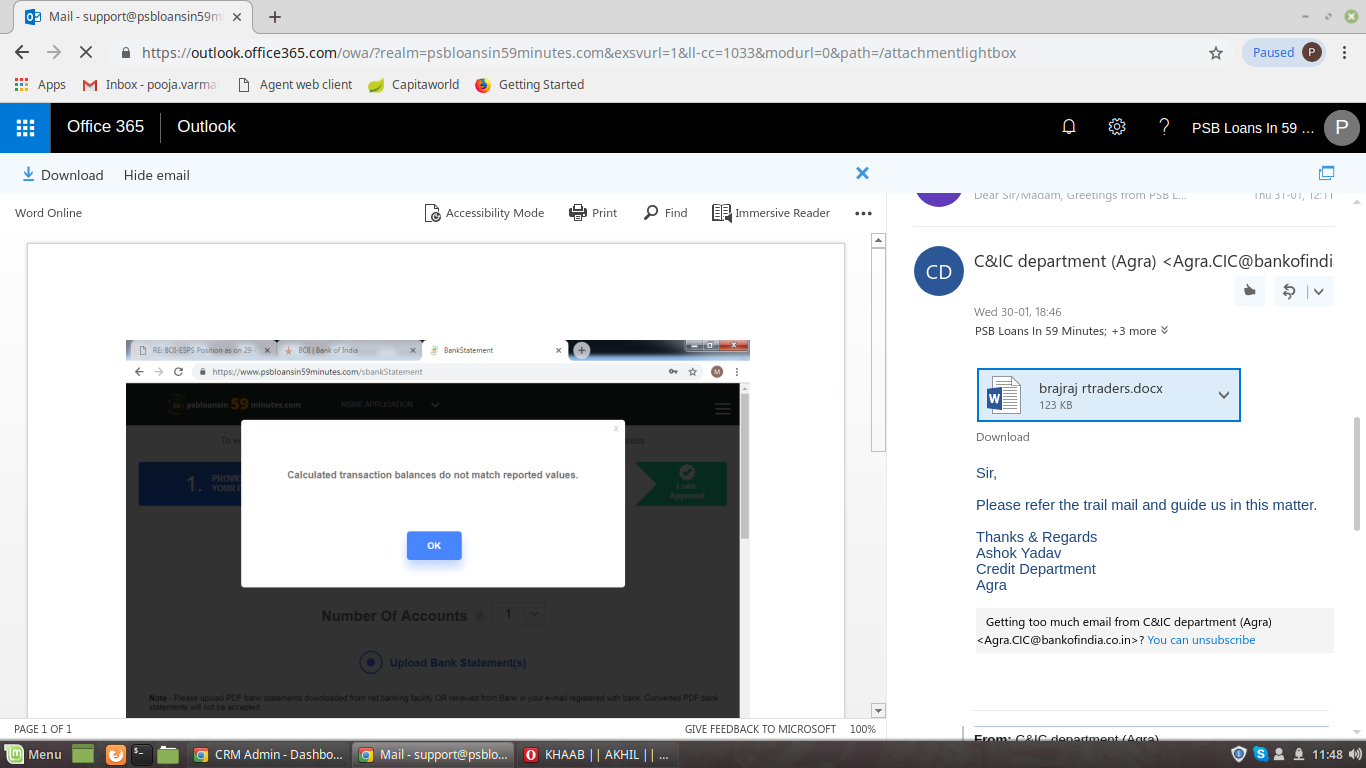 Mail - support@psbloansin59m
https://outlook.office365.com/owa/?realm=psbloansin59minutes.com&exsvurl=1&ll-cc=1033&modurl=0&path=/attachmentlightbox
Paused P
Apps Inbox - pooja.varma Agent web client Capitaworld Getting Started
Office 365 Outlook PSB Loans In 59 ... P
Download Hide email
Word Online Accessibility Mode Print Find Immersive Reader
Dear Sir/Madam, Greetings from PSB L... Thu 31-01, 12:11
CD C&IC department (Agra) <Agra.CIC@bankofindi
Wed 30-01, 18:46
PSB Loans In 59 Minutes; +3 more
brajraj rtraders.docx
123 KB
Download
Sir,
Please refer the trail mail and guide us in this matter.
Thanks & Regards
Ashok Yadav
Credit Department
Agra
Getting too much email from C&IC department (Agra)
<Agra.CIC@bankofindia.co.in>? You can unsubscribe
From: C&IC department (Agra)
RE: BOI-ESPS Position as on 29- BOI | Bank of India BankStatement
https://www.psbloansin59minutes.com/sbankStatement M
psbloansin 59 minutes.com MSME APPLICATION
x
Calculated transaction balances do not match reported values.
1. Loan
Approval
OK
Number Of Accounts 1
Upload Bank Statement(s)
Note - Please upload PDF bank statements downloaded from net banking facility OR received from Bank in your e-mail registered with bank. Converted PDF bank
statements will not be accepted.
PAGE 1 OF 1 GIVE FEEDBACK TO MICROSOFT 100%
Menu CRM Admin - Dashbo... Mail - support@psblo... KHAAB || AKHIL || ... 11:48